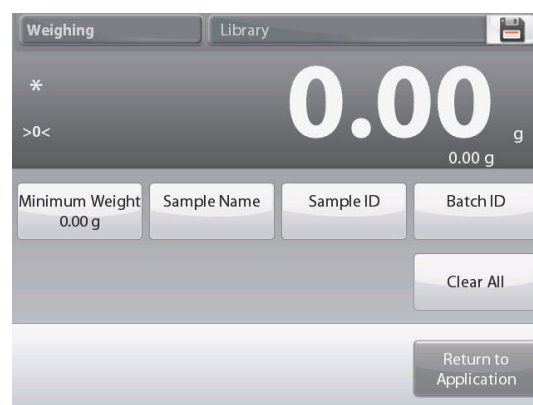 Weighing Library
*
0.00 g
>0<
0.00 g
Minimum Weight Sample Name Sample ID Batch ID
0.00 g
Clear All
Return to
Application